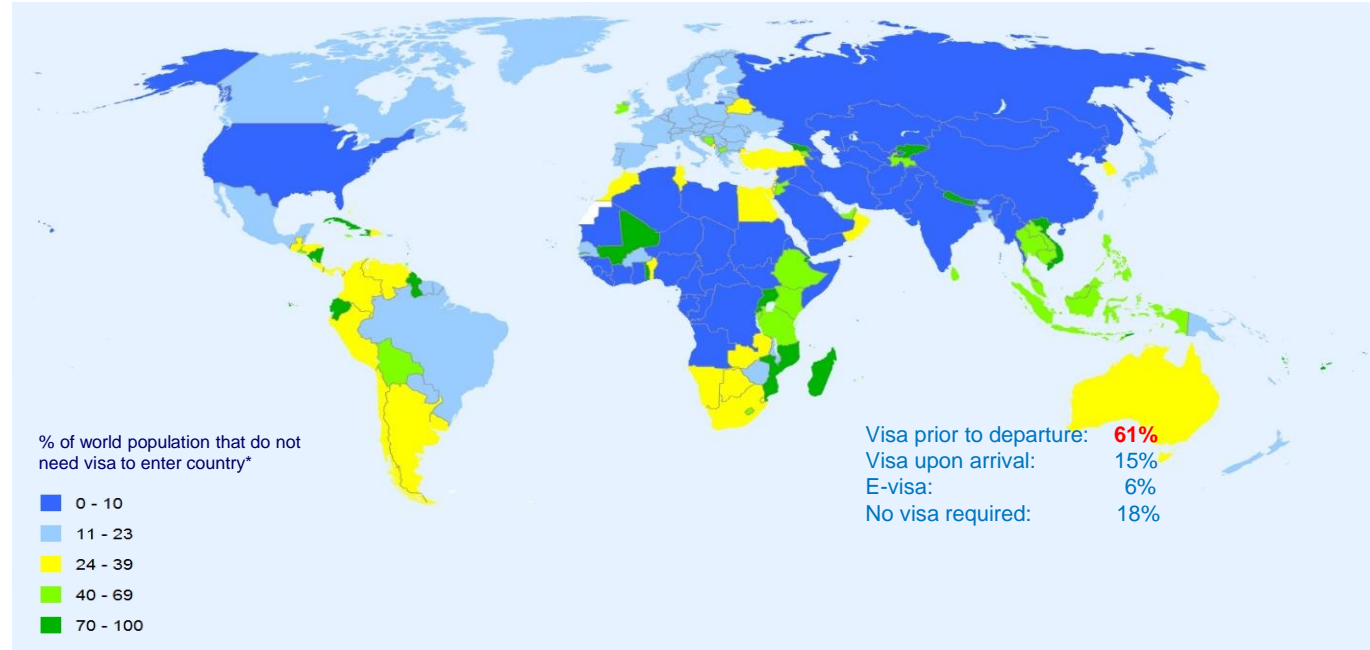 % of world population that do not
need visa to enter country*
0 - 10
11 - 23
24 - 39
40 - 69
70 - 100
Visa prior to departure: 61%
Visa upon arrival: 15%
E-visa: 6%
No visa required: 18%